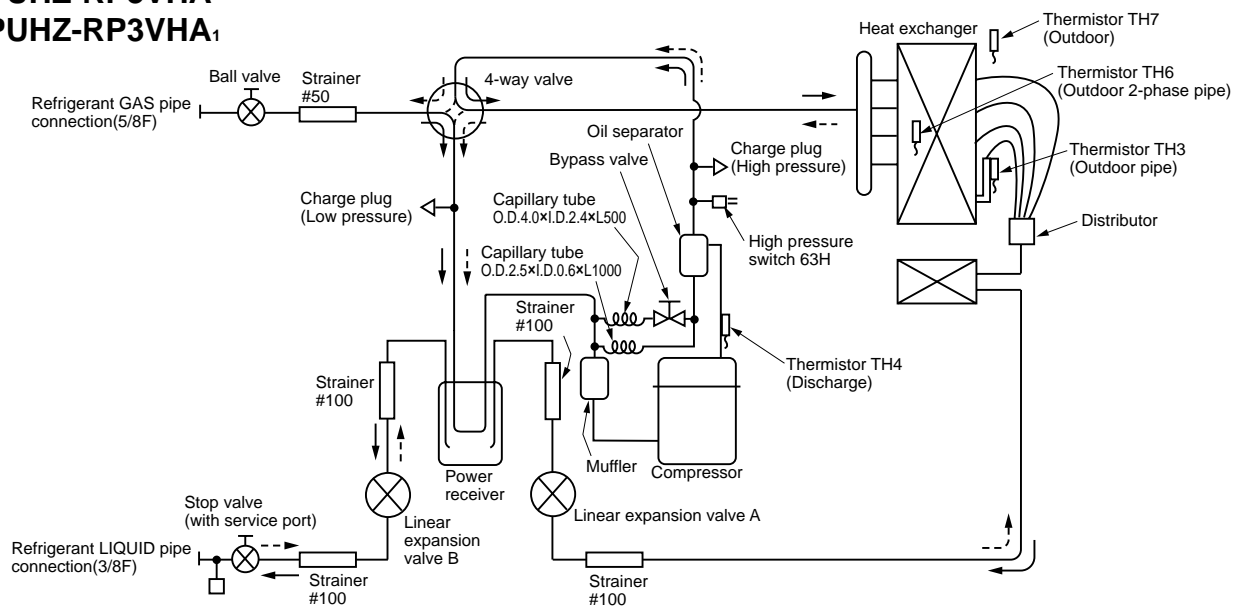 PUHZ-RP3VHA
PUHZ-RP3VHA1
Heat exchanger
Thermistor TH7
(Outdoor)
Ball valve
Strainer
#50
4-way valve
Thermistor TH6
(Outdoor 2-phase pipe)
Refrigerant GAS pipe
connection(5/8F)
Oil separator
Charge plug
(High pressure)
Bypass valve
Thermistor TH3
(Outdoor pipe)
Charge plug
(Low pressure)
Capillary tube
O.D.4.0×I.D.2.4×L500
Distributor
High pressure
switch 63H
Capillary tube
O.D.2.5×I.D.0.6×L1000
Strainer
#100
Thermistor TH4
(Discharge)
Strainer
#100
Muffler
Compressor
Power
receiver
Stop valve
(with service port)
Linear expansion valve A
Linear
expansion
valve B
Refrigerant LIQUID pipe
connection(3/8F)
Strainer
#100
Strainer
#100